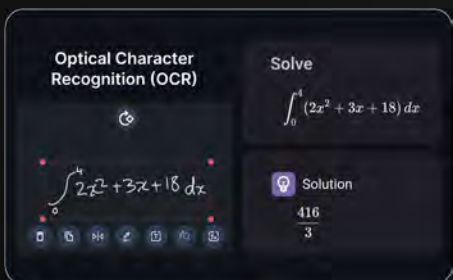 Optical Character
Recognition (OCR)
∫₀⁴ 2x² + 3x + 18 dx
Solve
∫₀⁴ (2x² + 3x + 18) dx
Solution
416
3